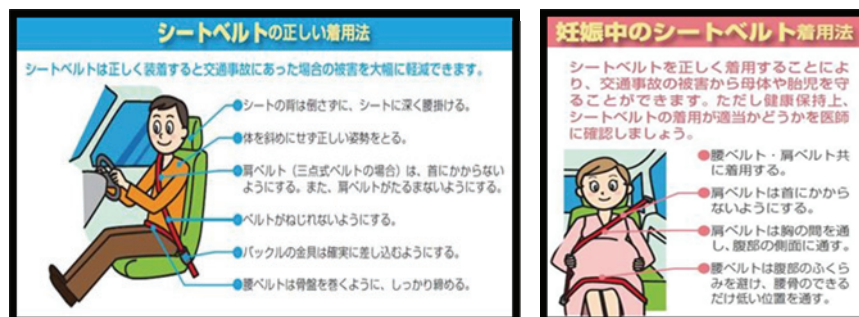 シートベルトの正しい着用法
シートベルトは正しく装着すると交通事故にあった場合の被害を大幅に軽減できます。
●シートの背は倒さずに、シートに深く腰掛ける。
●体を斜めにせず正しい姿勢をとる。
●肩ベルト（三点式ベルトの場合）は、首にかからない
ようにする。また、肩ベルトがたるまないようにする。
●ベルトがねじれないようにする。
●バックルの金具は確実に差し込むようにする。
●腰ベルトは骨盤を巻くように、しっかり締める。
妊娠中のシートベルト着用法
シートベルトを正しく着用することによ
り、交通事故の被害から母体や胎児を守
ることができます。ただし健康保持上、
シートベルトの着用が適当かどうかを医師
に確認しましょう。
●腰ベルト・肩ベルト共
に着用する。
●肩ベルトは首にかから
ないようにする。
●肩ベルトは胸の間を通
し、腹部の側面に通す。
●腰ベルトは腹部のふくら
みを避け、腰骨のできる
だけ低い位置を通す。